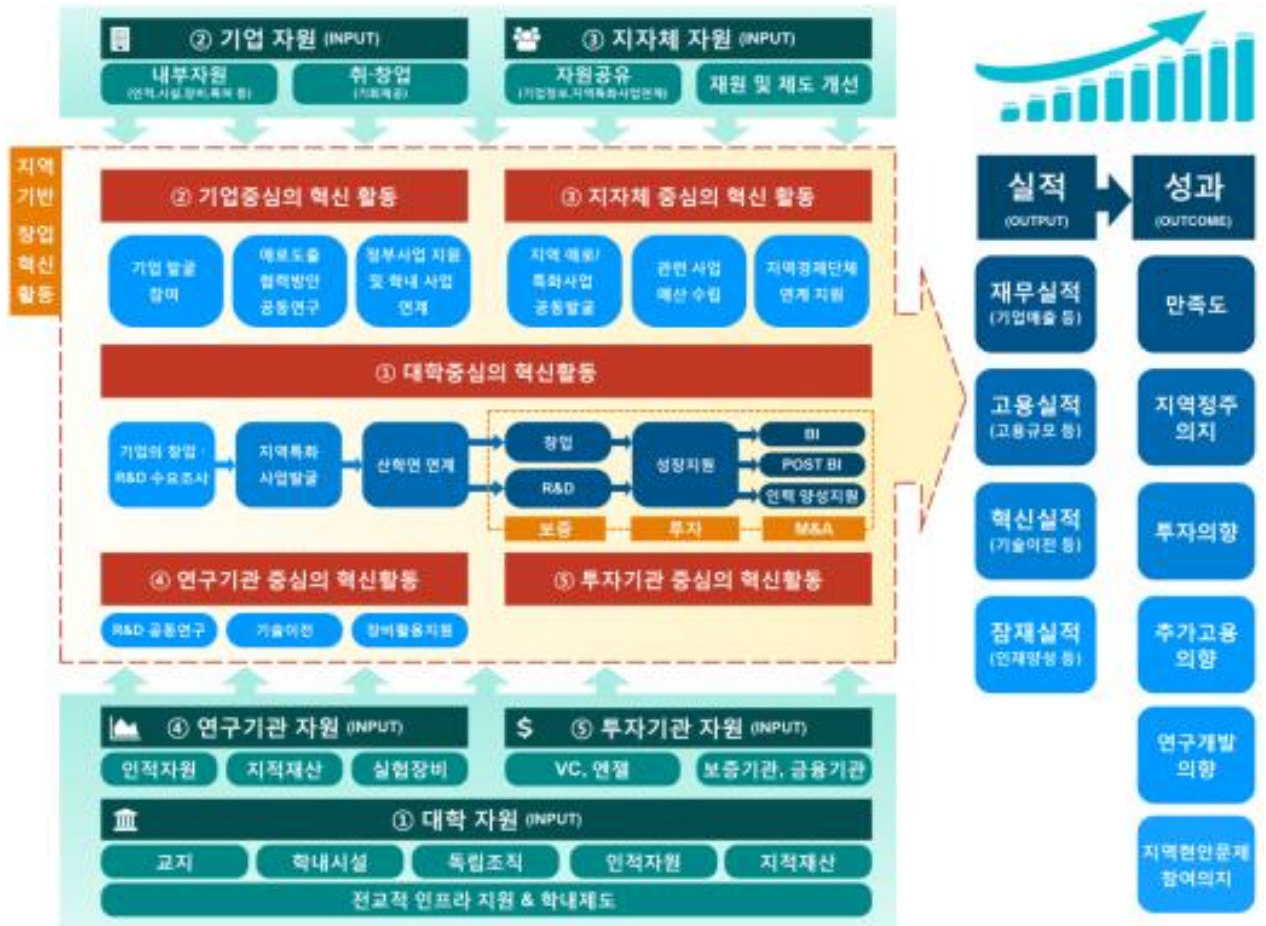 ② 기업 자원 (INPUT)
③ 지자체 자원 (INPUT)
내부자원
(인적,시설,장비,특허 등)
취·창업
(기회제공)
자원공유
(기업정보,지역특화사업연계)
재원 및 제도 개선
지역
기반
창업
혁신
활동
② 기업중심의 혁신 활동
③ 지자체 중심의 혁신 활동
기업 발굴
참여
애로도출
협력방안
공동연구
정부사업 지원
및 학내 사업
연계
지역 애로/
특화사업
공동발굴
관련 사업
예산 수립
지역경제단체
연계 지원
① 대학중심의 혁신활동
기업의 창업·
R&D 수요조사
지역특화
사업발굴
산학연 연계
창업
R&D
성장지원
BI
POST BI
인력 양성지원
보증
투자
M&A
④ 연구기관 중심의 혁신활동
⑤ 투자기관 중심의 혁신활동
R&D 공동연구
기술이전
장비활용지원
④ 연구기관 자원 (INPUT)
$ ⑤ 투자기관 자원 (INPUT)
인적자원
지적재산
실험장비
VC, 엔젤
보증기관, 금융기관
① 대학 자원 (INPUT)
교지
학내시설
독립조직
인적자원
지적재산
전교적 인프라 지원 & 학내제도
실적
(OUTPUT)
성과
(OUTCOME)
재무실적
(기업매출 등)
고용실적
(고용규모 등)
혁신실적
(기술이전 등)
잠재실적
(인재양성 등)
만족도
지역정주
의지
투자의향
추가고용
의향
연구개발
의향
지역현안문제
참여의지